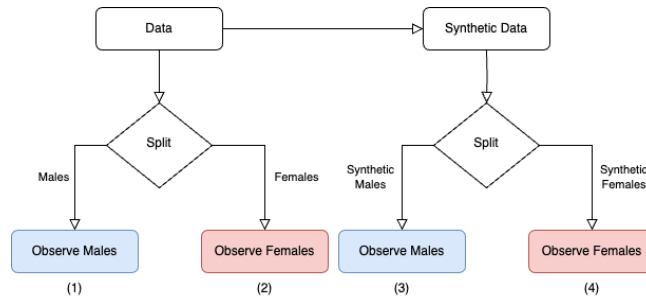 Data
Synthetic Data
Split
Split
Males
Females
Synthetic
Males
Synthetic
Females
Observe Males
Observe Females
Observe Males
Observe Females
(1)
(2)
(3)
(4)